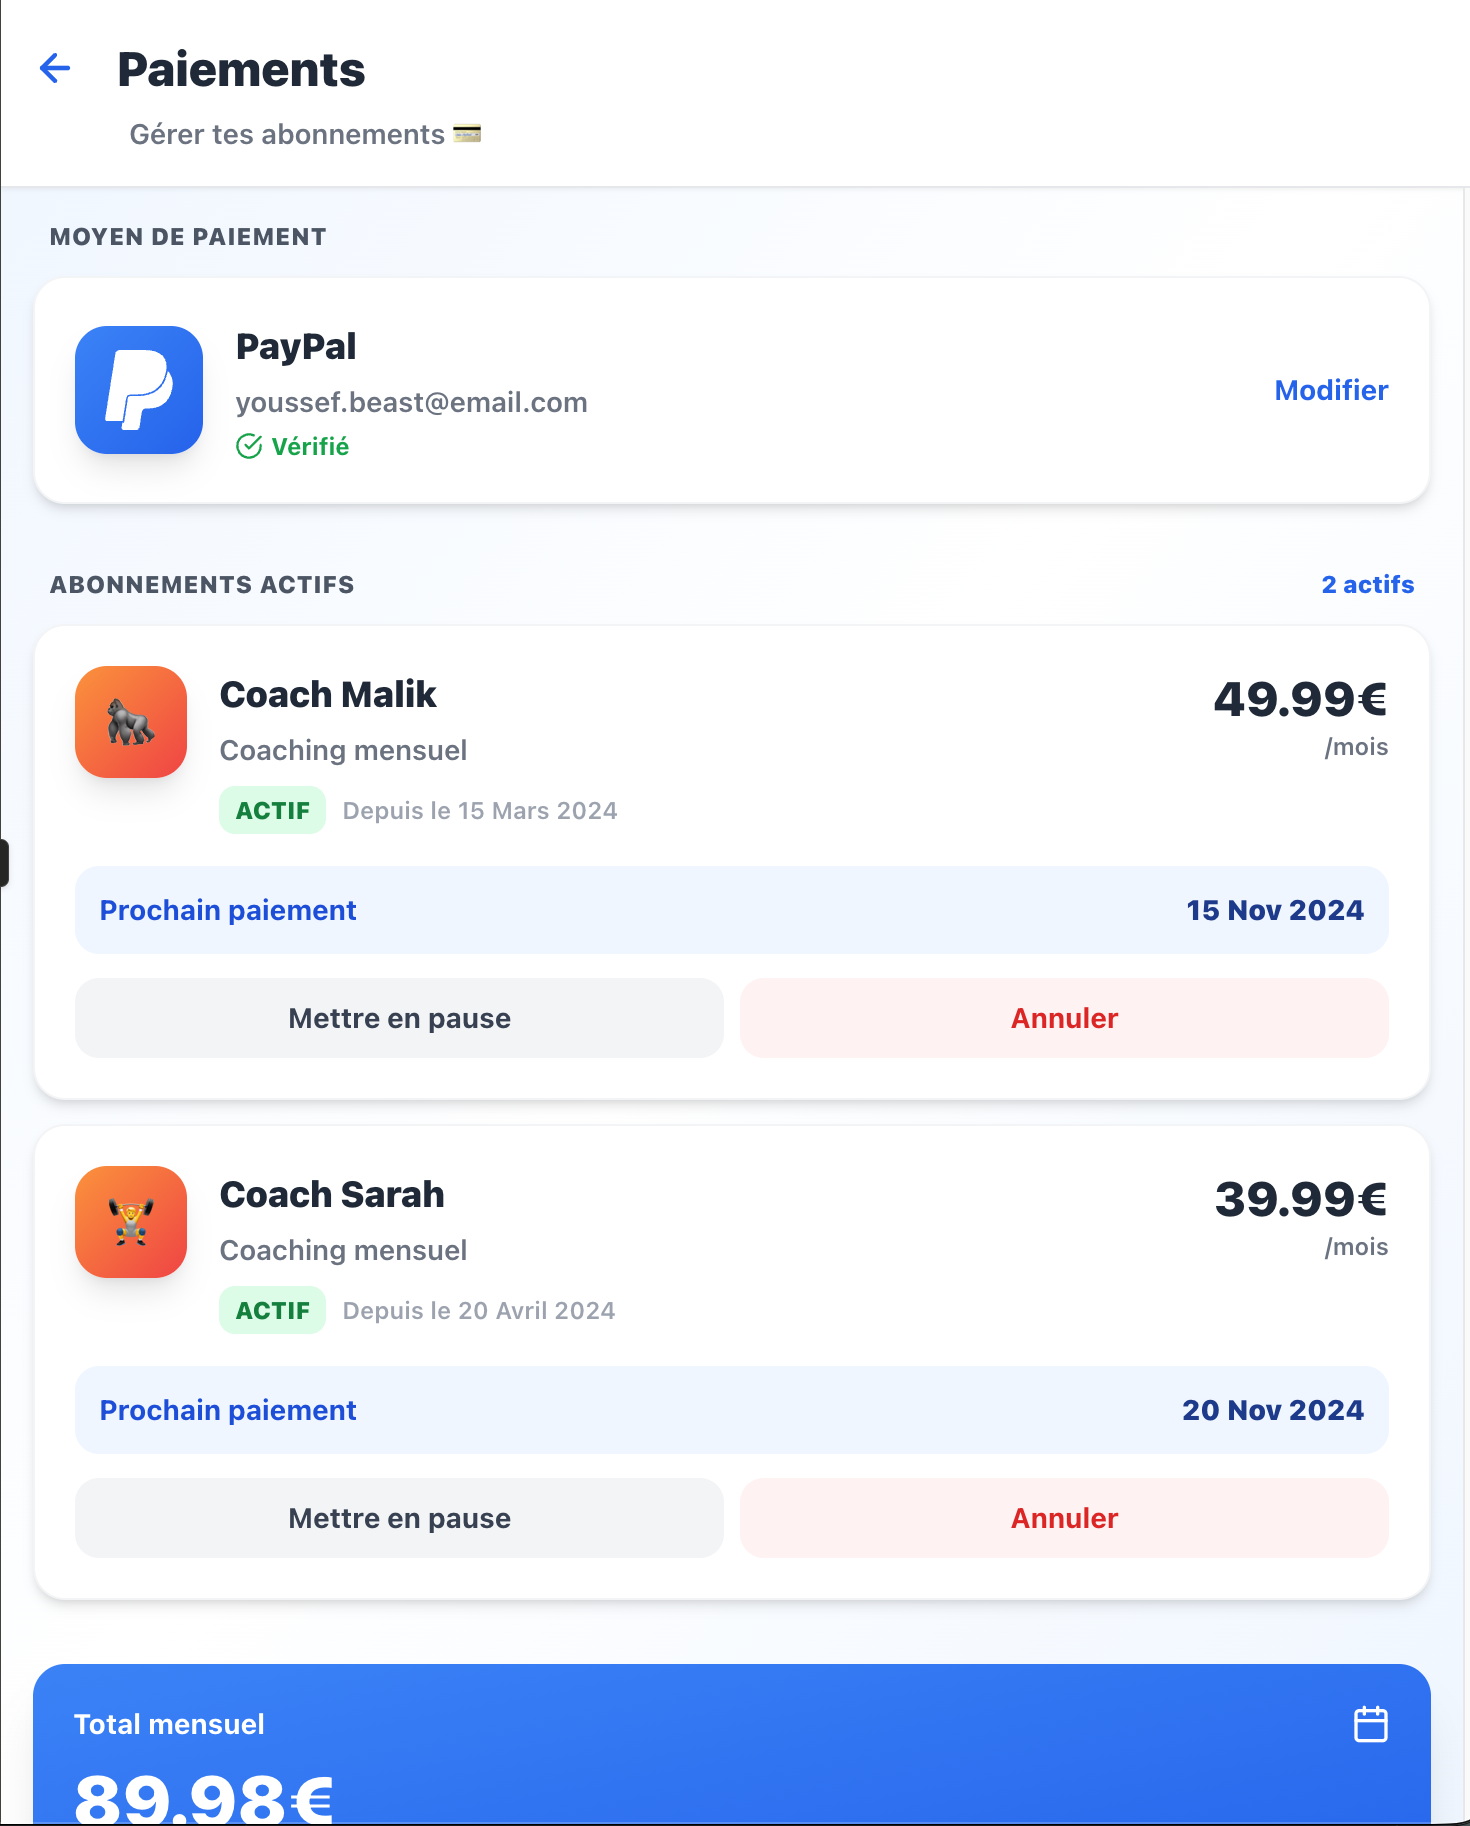 Paiements
Gérer tes abonnements 💳
MOYEN DE PAIEMENT
PayPal
youssef.beast@email.com
Vérifié
Modifier
ABONNEMENTS ACTIFS
2 actifs
Coach Malik
49.99€
Coaching mensuel
/mois
ACTIF Depuis le 15 Mars 2024
Prochain paiement
15 Nov 2024
Mettre en pause
Annuler
Coach Sarah
39.99€
Coaching mensuel
/mois
ACTIF Depuis le 20 Avril 2024
Prochain paiement
20 Nov 2024
Mettre en pause
Annuler
Total mensuel
89.98€